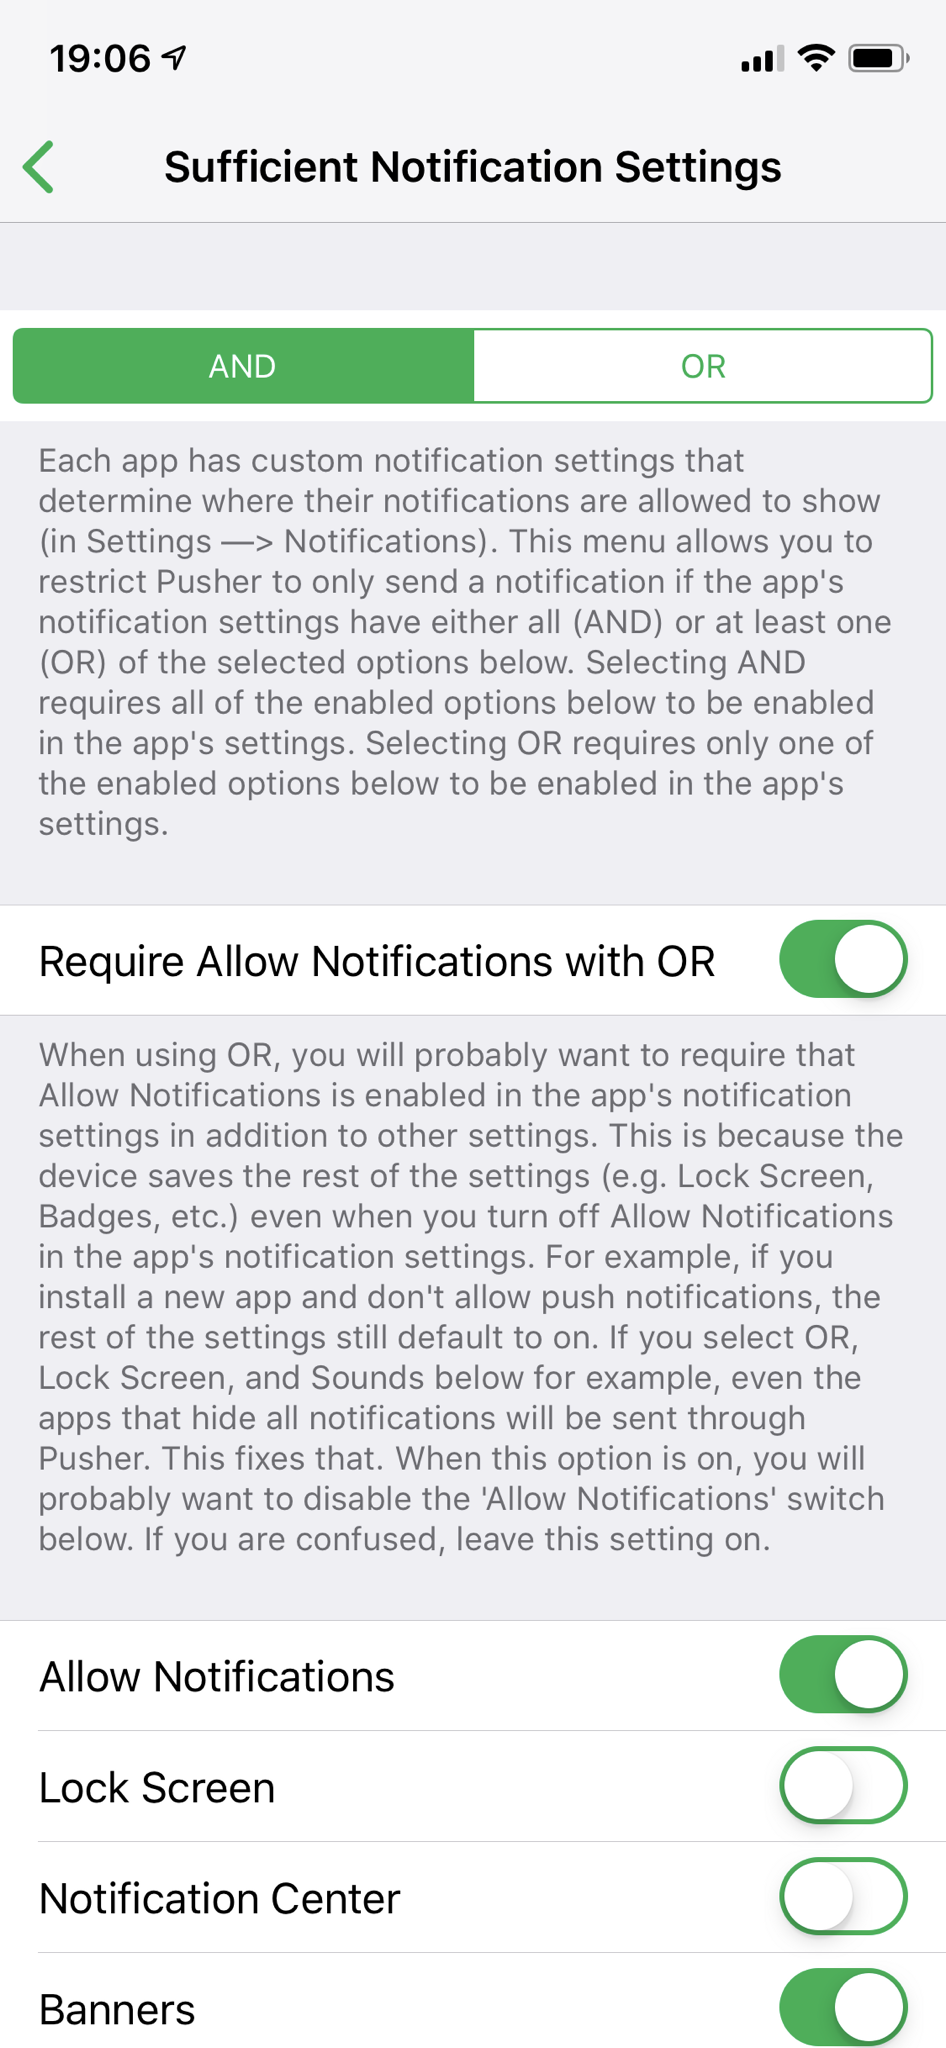 19:06
Sufficient Notification Settings
AND
OR
Each app has custom notification settings that
determine where their notifications are allowed to show
(in Settings —> Notifications). This menu allows you to
restrict Pusher to only send a notification if the app's
notification settings have either all (AND) or at least one
(OR) of the selected options below. Selecting AND
requires all of the enabled options below to be enabled
in the app's settings. Selecting OR requires only one of
the enabled options below to be enabled in the app's
settings.
Require Allow Notifications with OR
When using OR, you will probably want to require that
Allow Notifications is enabled in the app's notification
settings in addition to other settings. This is because the
device saves the rest of the settings (e.g. Lock Screen,
Badges, etc.) even when you turn off Allow Notifications
in the app's notification settings. For example, if you
install a new app and don't allow push notifications, the
rest of the settings still default to on. If you select OR,
Lock Screen, and Sounds below for example, even the
apps that hide all notifications will be sent through
Pusher. This fixes that. When this option is on, you will
probably want to disable the 'Allow Notifications' switch
below. If you are confused, leave this setting on.
Allow Notifications
Lock Screen
Notification Center
Banners